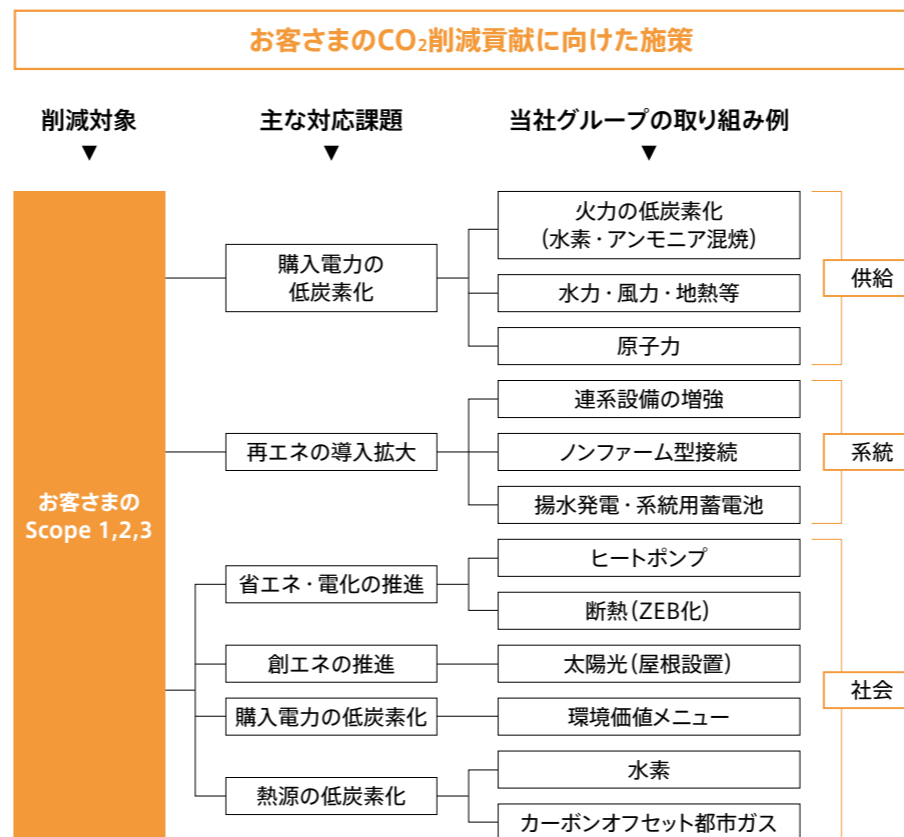 お客さまのCO₂削減貢献に向けた施策
削減対象
主な対応課題
当社グループの取り組み例
▼
▼
▼
お客さまの
Scope 1,2,3
購入電力の
低炭素化
火力の低炭素化
(水素・アンモニア混焼)
水力・風力・地熱等
原子力
供給
再エネの導入拡大
連系設備の増強
ノンファーム型接続
揚水発電・系統用蓄電池
系統
省エネ・電化の推進
ヒートポンプ
断熱(ZEB化)
創エネの推進
太陽光(屋根設置)
購入電力の低炭素化
環境価値メニュー
熱源の低炭素化
水素
カーボンオフセット都市ガス
社会